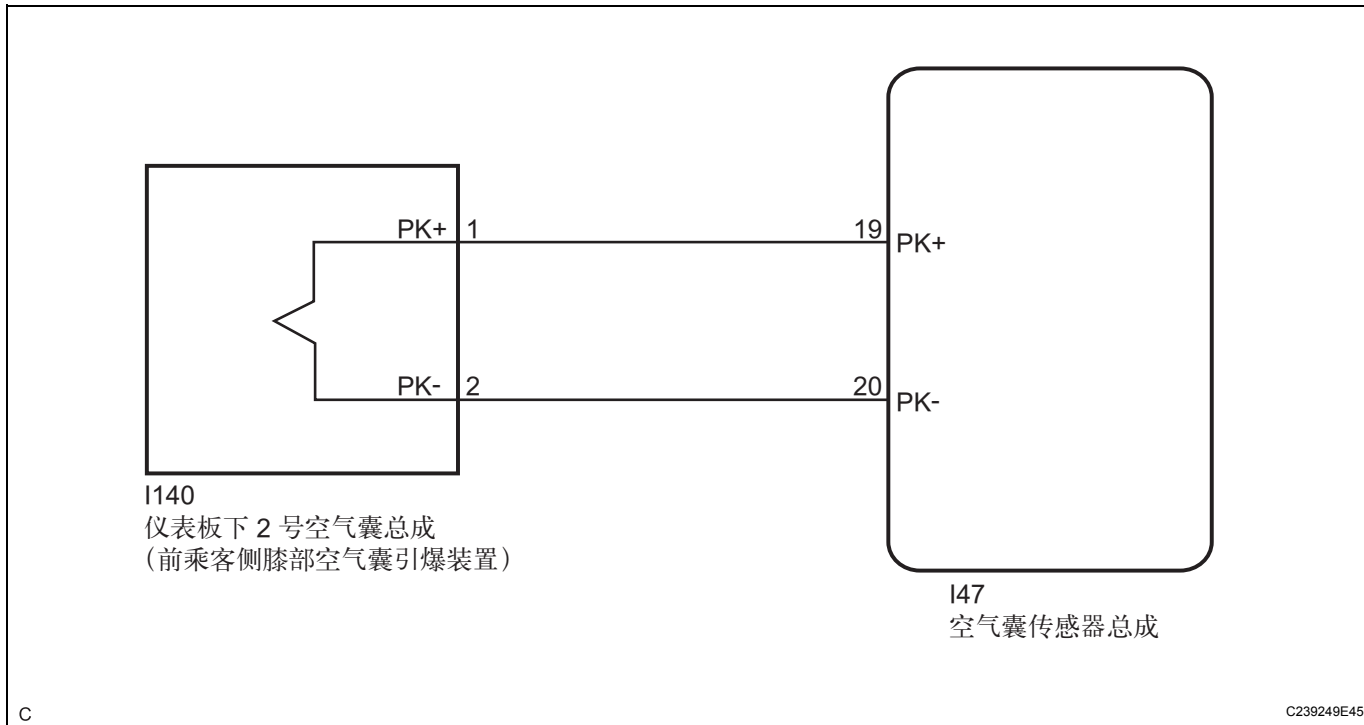 PK+ 1
19 PK+
PK- 2
20 PK-
I140
仪表板下 2 号空气囊总成
（前乘客侧膝部空气囊引爆装置）
I47
空气囊传感器总成
C
C239249E45